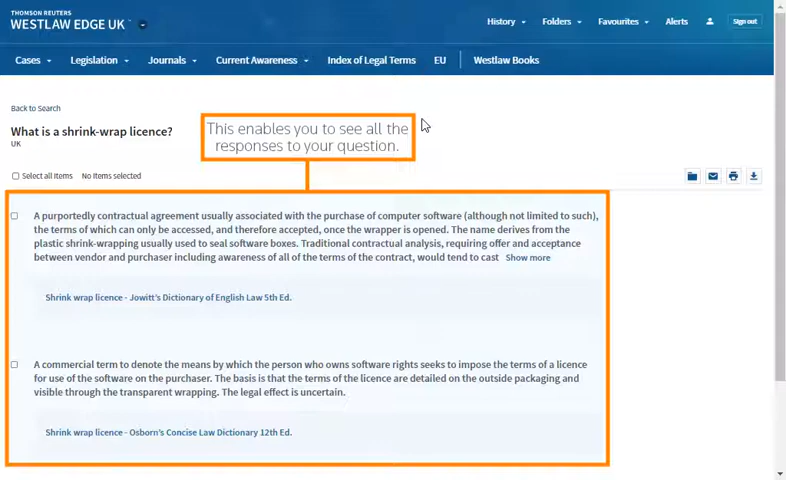 THOMSON REUTERS
WESTLAW EDGE UK
History
Folders
Favourites
Alerts
Sign out
Cases
Legislation
Journals
Current Awareness
Index of Legal Terms
EU
Westlaw Books
Back to Search
What is a shrink-wrap licence?
UK
This enables you to see all the
responses to your question.
Select all items
No items selected
A purportedly contractual agreement usually associated with the purchase of computer software (although not limited to such),
the terms of which can only be accessed, and therefore accepted, once the wrapper is opened. The name derives from the
plastic shrink-wrapping usually used to seal software boxes. Traditional contractual analysis, requiring offer and acceptance
between vendor and purchaser including awareness of all of the terms of the contract, would tend to cast Show more
Shrink wrap licence - Jowitt's Dictionary of English Law 5th Ed.
A commercial term to denote the means by which the person who owns software rights seeks to impose the terms of a licence
for use of the software on the purchaser. The basis is that the terms of the licence are detailed on the outside packaging and
visible through the transparent wrapping. The legal effect is uncertain.
Shrink wrap licence - Osborn's Concise Law Dictionary 12th Ed.